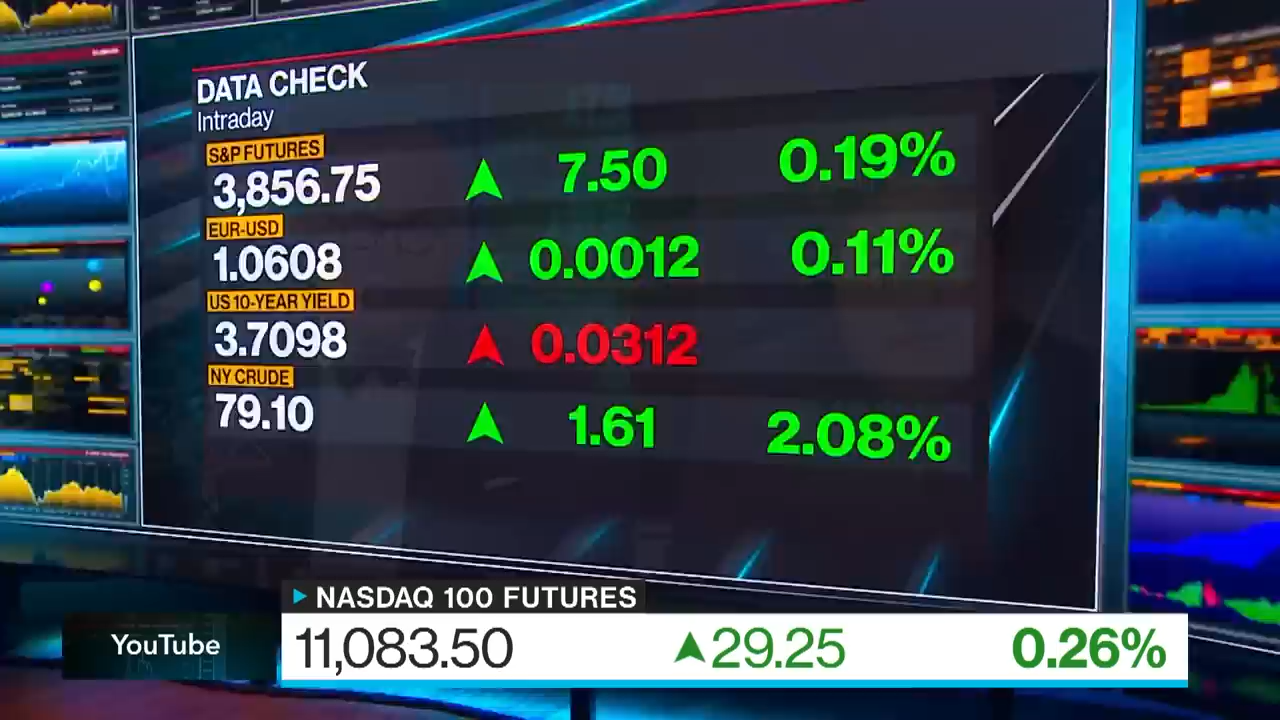 DATA CHECK
Intraday
S&P FUTURES
3,856.75 7.50 0.19%
EUR-USD
1.0608 0.0012 0.11%
US 10-YEAR YIELD
3.7098 0.0312
NY CRUDE
79.10 1.61 2.08%
NASDAQ 100 FUTURES
YouTube
11,083.50 29.25 0.26%